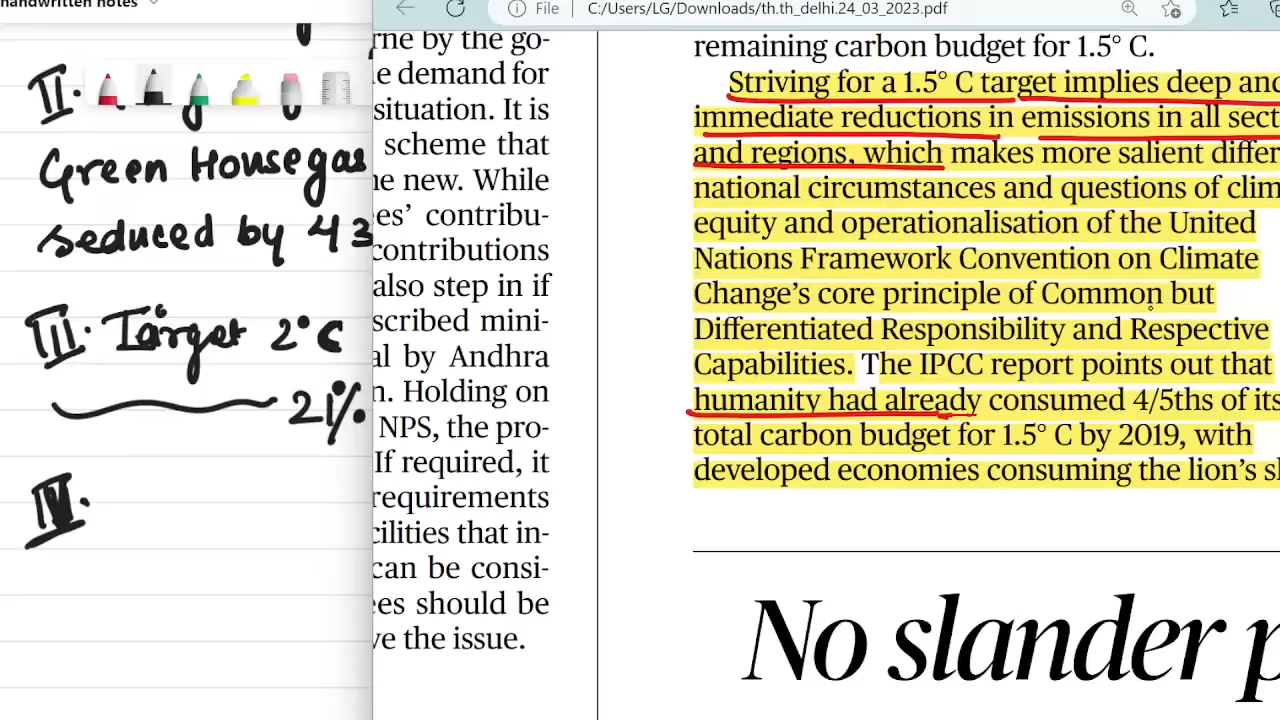 handwritten notes
File
C:/Users/LG/Downloads/th.th_delhi.24_03_2023.pdf
II.
Green House gas
seduced by 43
III. Target 2°C
21%
IV.
rne by the go-
e demand for
situation. It is
scheme that
ne new. While
ees' contribu-
contributions
also step in if
scribed mini-
al by Andhra
n. Holding on
NPS, the pro-
If required, it
requirements
cilities that in-
can be consi-
ees should be
ve the issue.
remaining carbon budget for 1.5° C.
Striving for a 1.5° C target implies deep and
immediate reductions in emissions in all sect
and regions, which makes more salient differ
national circumstances and questions of clim
equity and operationalisation of the United
Nations Framework Convention on Climate
Change's core principle of Common but
Differentiated Responsibility and Respective
Capabilities. The IPCC report points out that
humanity had already consumed 4/5ths of its
total carbon budget for 1.5° C by 2019, with
developed economies consuming the lion's sh
No slander p